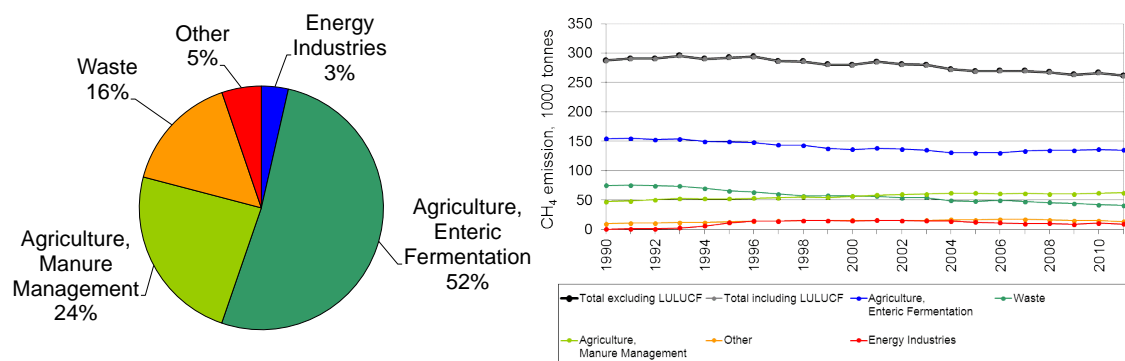 Energy
Industries
3%
Other
5%
Waste
16%
Agriculture,
Enteric
Fermentation
52%
Agriculture,
Manure
Management
24%
CH₄ emission, 1000 tonnes
350
300
250
200
150
100
50
0
1990
1992
1994
1996
1998
2000
2002
2004
2006
2008
2010
Total excluding LULUCF
Total including LULUCF
Agriculture,
Enteric Fermentation
Waste
Agriculture,
Manure Management
Other
Energy Industries